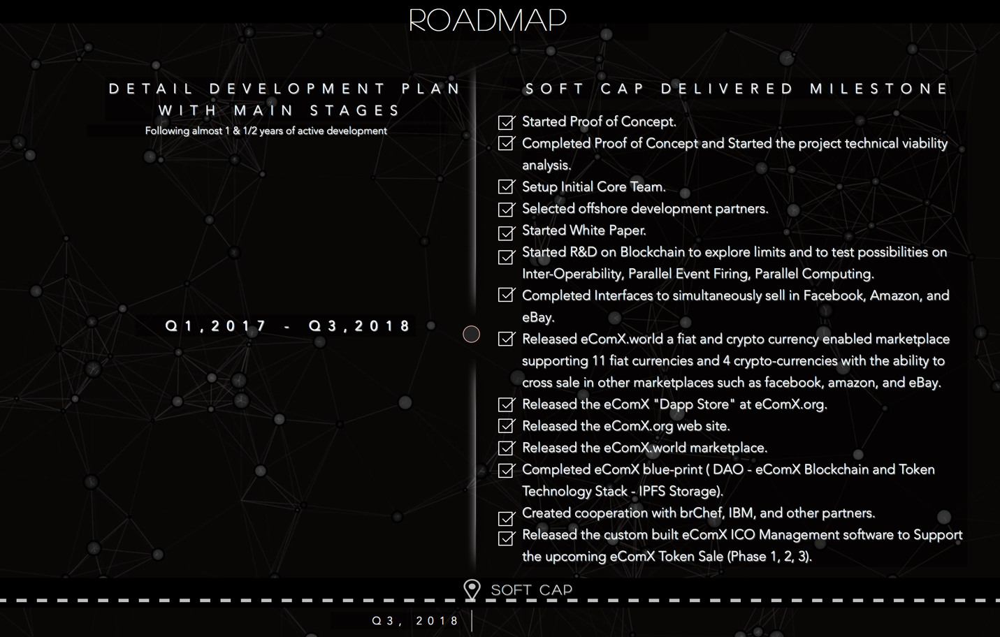 ROADMAP
DETAIL DEVELOPMENT PLAN
WITH MAIN STAGES
Following almost 1 & 1/2 years of active development
Q1,2017 - Q3,2018
SOFT CAP DELIVERED MILESTONE
Started Proof of Concept.
Completed Proof of Concept and Started the project technical viability
analysis.
Setup Initial Core Team.
Selected offshore development partners.
Started White Paper.
Started R&D on Blockchain to explore limits and to test possibilities on
Inter-Operability, Parallel Event Firing, Parallel Computing.
Completed Interfaces to simultaneously sell in Facebook, Amazon, and
eBay.
Released eComX.world a fiat and crypto currency enabled marketplace
supporting 11 fiat currencies and 4 crypto-currencies with the ability to
cross sale in other marketplaces such as facebook, amazon, and eBay.
Released the eComX "Dapp Store" at eComX.org.
Released the eComX.org web site.
Released the eComX.world marketplace.
Completed eComX blue-print ( DAO - eComX Blockchain and Token
Technology Stack - IPFS Storage).
Created cooperation with brChef, IBM, and other partners.
Released the custom built eComX ICO Management software to Support
the upcoming eComX Token Sale (Phase 1, 2, 3).
SOFT CAP
Q3, 2018